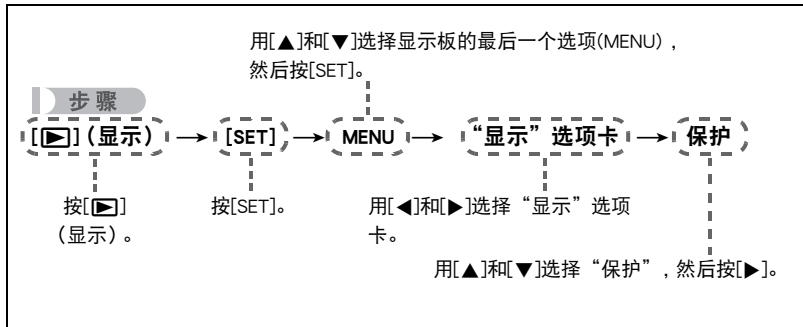 用[▲]和[▼]选择显示板的最后一个选项(MENU)，
然后按[SET]。
步骤
[▶]（显示） → [SET] → MENU → “显示”选项卡 → 保护
按[▶]
（显示）。
按[SET]。
用[◀]和[▶]选择“显示”选项
卡。
用[▲]和[▼]选择“保护”，然后按[▶]。